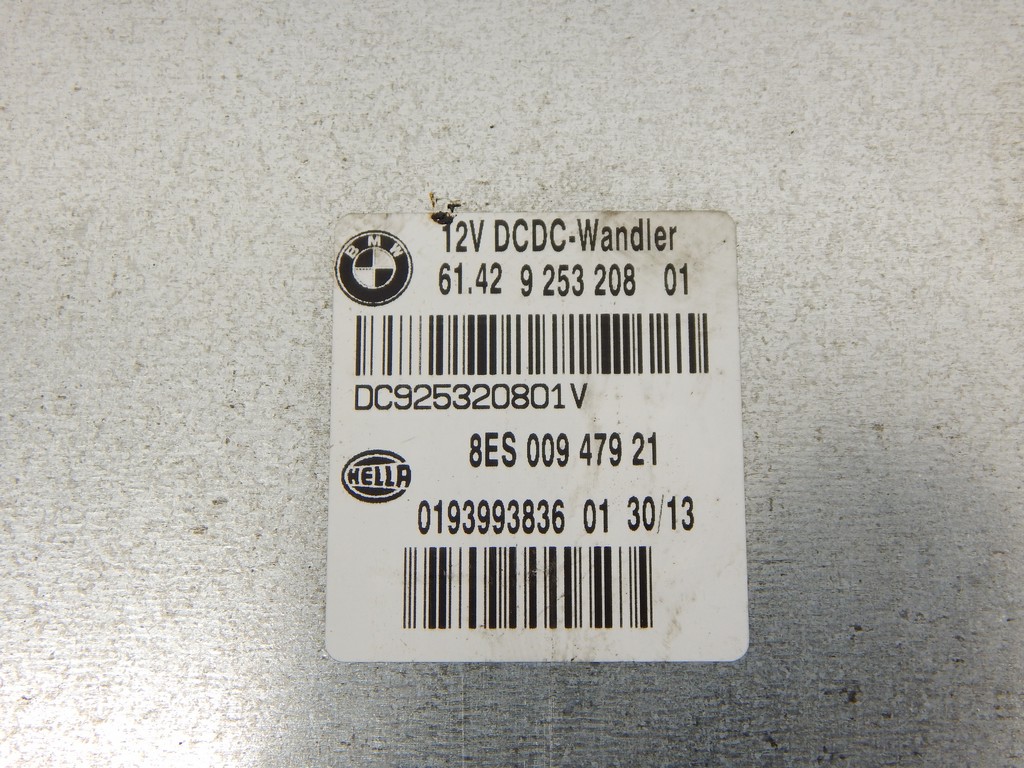 12V DCDC-Wandler
BMW
61.42 9 253 208 01
DC925320801V
8ES 009 479 21
HELLA
0193993836 01 30/13